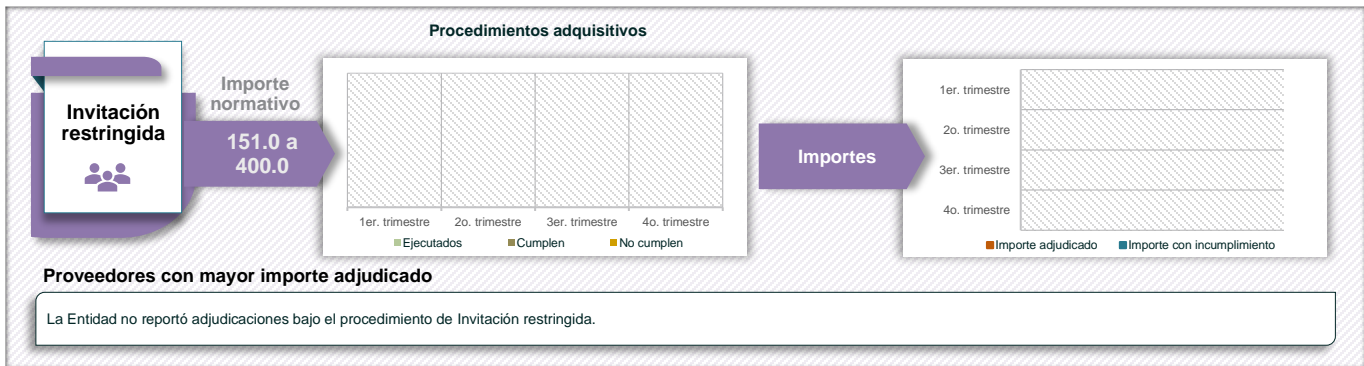 Procedimientos adquisitivos
Invitación
restringida
Importe
normativo
151.0 a
400.0
1er. trimestre 2o. trimestre 3er. trimestre 4o. trimestre
Ejecutados Cumplen No cumplen
Importes
1er. trimestre
2o. trimestre
3er. trimestre
4o. trimestre
Importe adjudicado Importe con incumplimiento
Proveedores con mayor importe adjudicado
La Entidad no reportó adjudicaciones bajo el procedimiento de Invitación restringida.